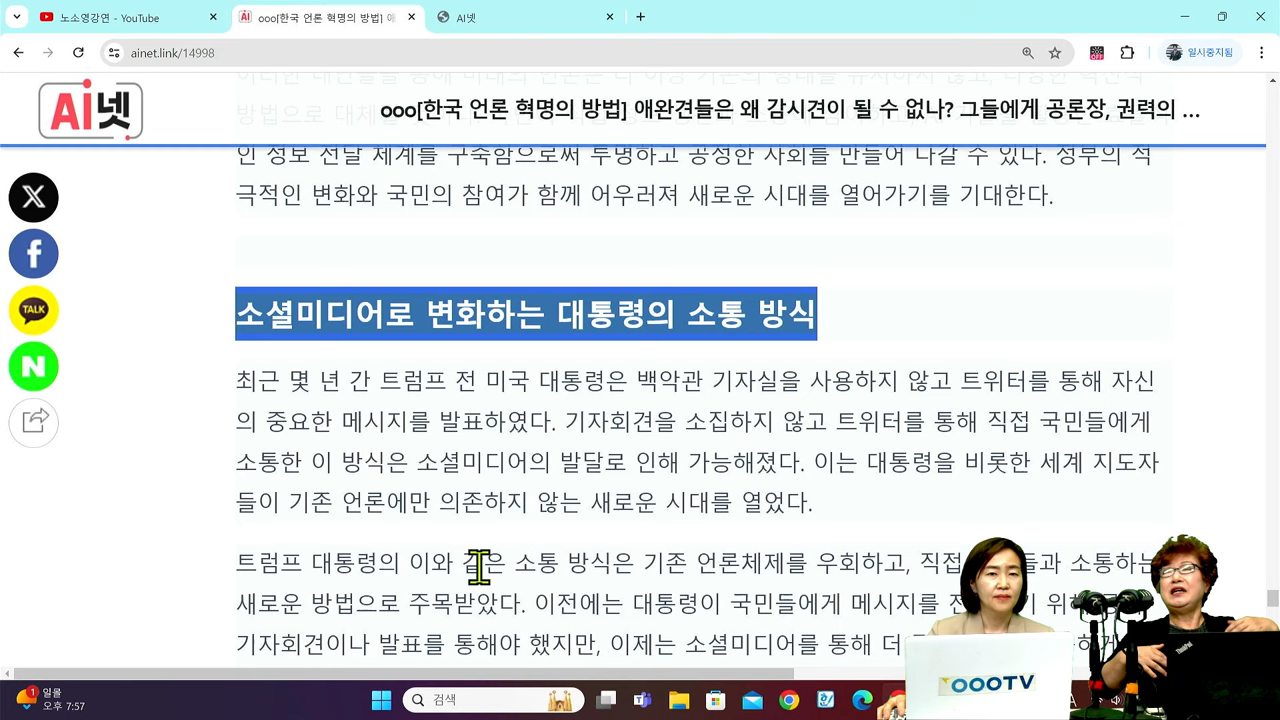 노소영강연 - YouTube
ooo[한국 언론 혁명의 방법] 애
AI넷
ainet.link/14998
OFF
일시중지됨
Ai넷
ooo[한국 언론 혁명의 방법] 애완견들은 왜 감시견이 될 수 없나? 그들에게 공론장, 권력의 ...
인 정보 전달 체계를 구축함으로써 투명하고 공정한 사회를 만들어 나갈 수 있다. 정부의 적
극적인 변화와 국민의 참여가 함께 어우러져 새로운 시대를 열어가기를 기대한다.
소셜미디어로 변화하는 대통령의 소통 방식
최근 몇 년 간 트럼프 전 미국 대통령은 백악관 기자실을 사용하지 않고 트위터를 통해 자신
의 중요한 메시지를 발표하였다. 기자회견을 소집하지 않고 트위터를 통해 직접 국민들에게
소통한 이 방식은 소셜미디어의 발달로 인해 가능해졌다. 이는 대통령을 비롯한 세계 지도자
들이 기존 언론에만 의존하지 않는 새로운 시대를 열었다.
트럼프 대통령의 이와 같은 소통 방식은 기존 언론체제를 우회하고, 직접 소통하는
새로운 방법으로 주목받았다. 이전에는 대통령이 국민들에게 메시지를
기자회견이나 발표를 통해야 했지만, 이제는 소셜미디어를 통해 더
TALK
N
OOOTV
ThinkPad
1
일몰
오후 7:57
검색